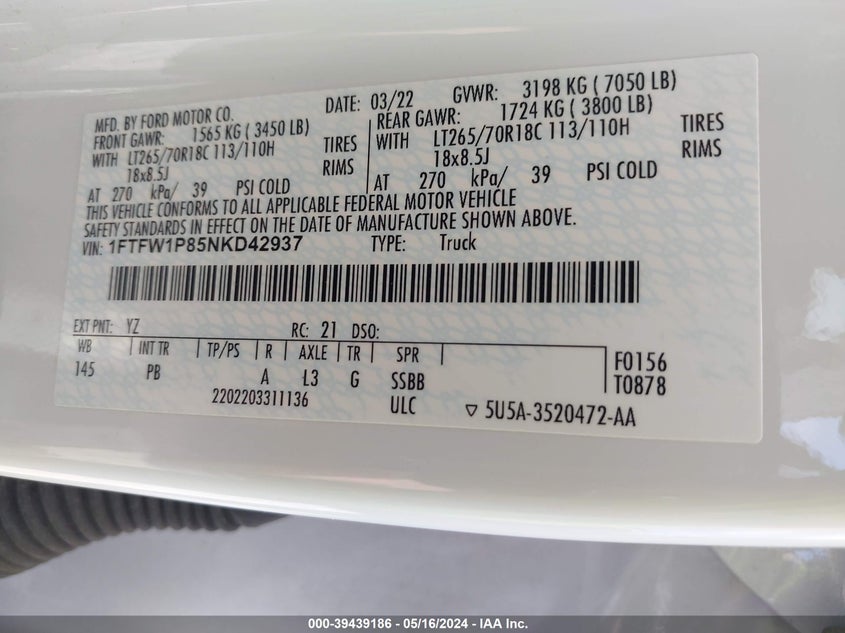 MFD. BY FORD MOTOR CO. DATE: 03/22 GVWR: 3198 KG ( 7050 LB)
FRONT GAWR: 1565 KG ( 3450 LB) REAR GAWR: 1724 KG ( 3800 LB)
WITH LT265/70R18C 113/110H TIRES WITH LT265/70R18C 113/110H TIRES
18x8.5J RIMS 18x8.5J RIMS
AT 270 kPa/ 39 PSI COLD AT 270 kPa/ 39 PSI COLD
THIS VEHICLE CONFORMS TO ALL APPLICABLE FEDERAL MOTOR VEHICLE
SAFETY STANDARDS IN EFFECT ON THE DATE OF MANUFACTURE SHOWN ABOVE.
VIN: 1FTFW1P85NKD42937 TYPE: Truck
EXT PNT: YZ RC: 21 DSO:
WB INT TR TP/PS R AXLE TR SPR F0156
145 PB A L3 G SSBB T0878
2202203311136 ULC ▽ 5U5A-3520472-AA
000-39439186 - 05/16/2024 - IAA Inc.